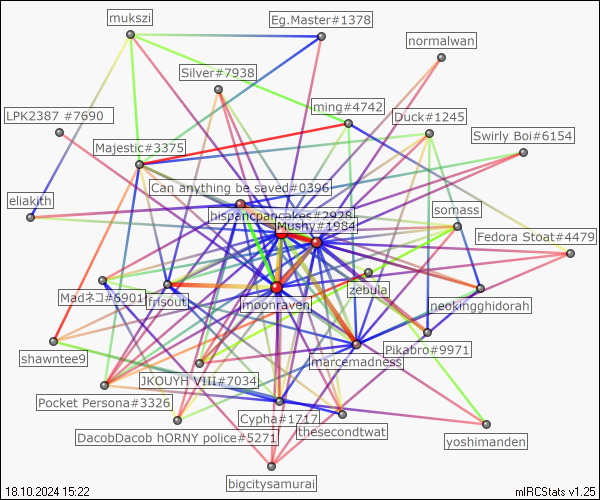 mukszi
Eg.Master#1378
normalwan
Silver#7938
ming#4742
LPK2387 #7690
Duck#1245
Swirly Boi#6154
Majestic#3375
Can anything be saved#0396
eliakith
hispancpancakes#2928
somass
Mushy#1984
Fedora Stoat#4479
zebula
Madネコ#6901
frisout
moonraven
neokingghidorah
shawntee9
marcemadness
Pikabro#9971
JKOUYH VIII#7034
Pocket Persona#3326
Cypha#1717
thesecondtwat
DacobDacob hORNY police#5271
yoshimanden
bigcitysamurai
18.10.2024 15:22
mIRCStats v1.25